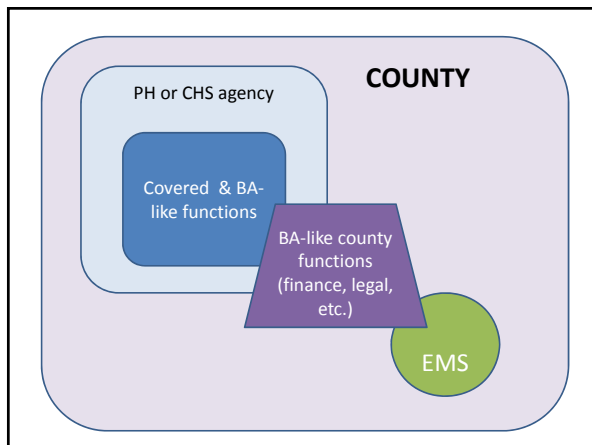 COUNTY
PH or CHS agency
Covered & BA-
like functions
BA-like county
functions
(finance, legal,
etc.)
EMS